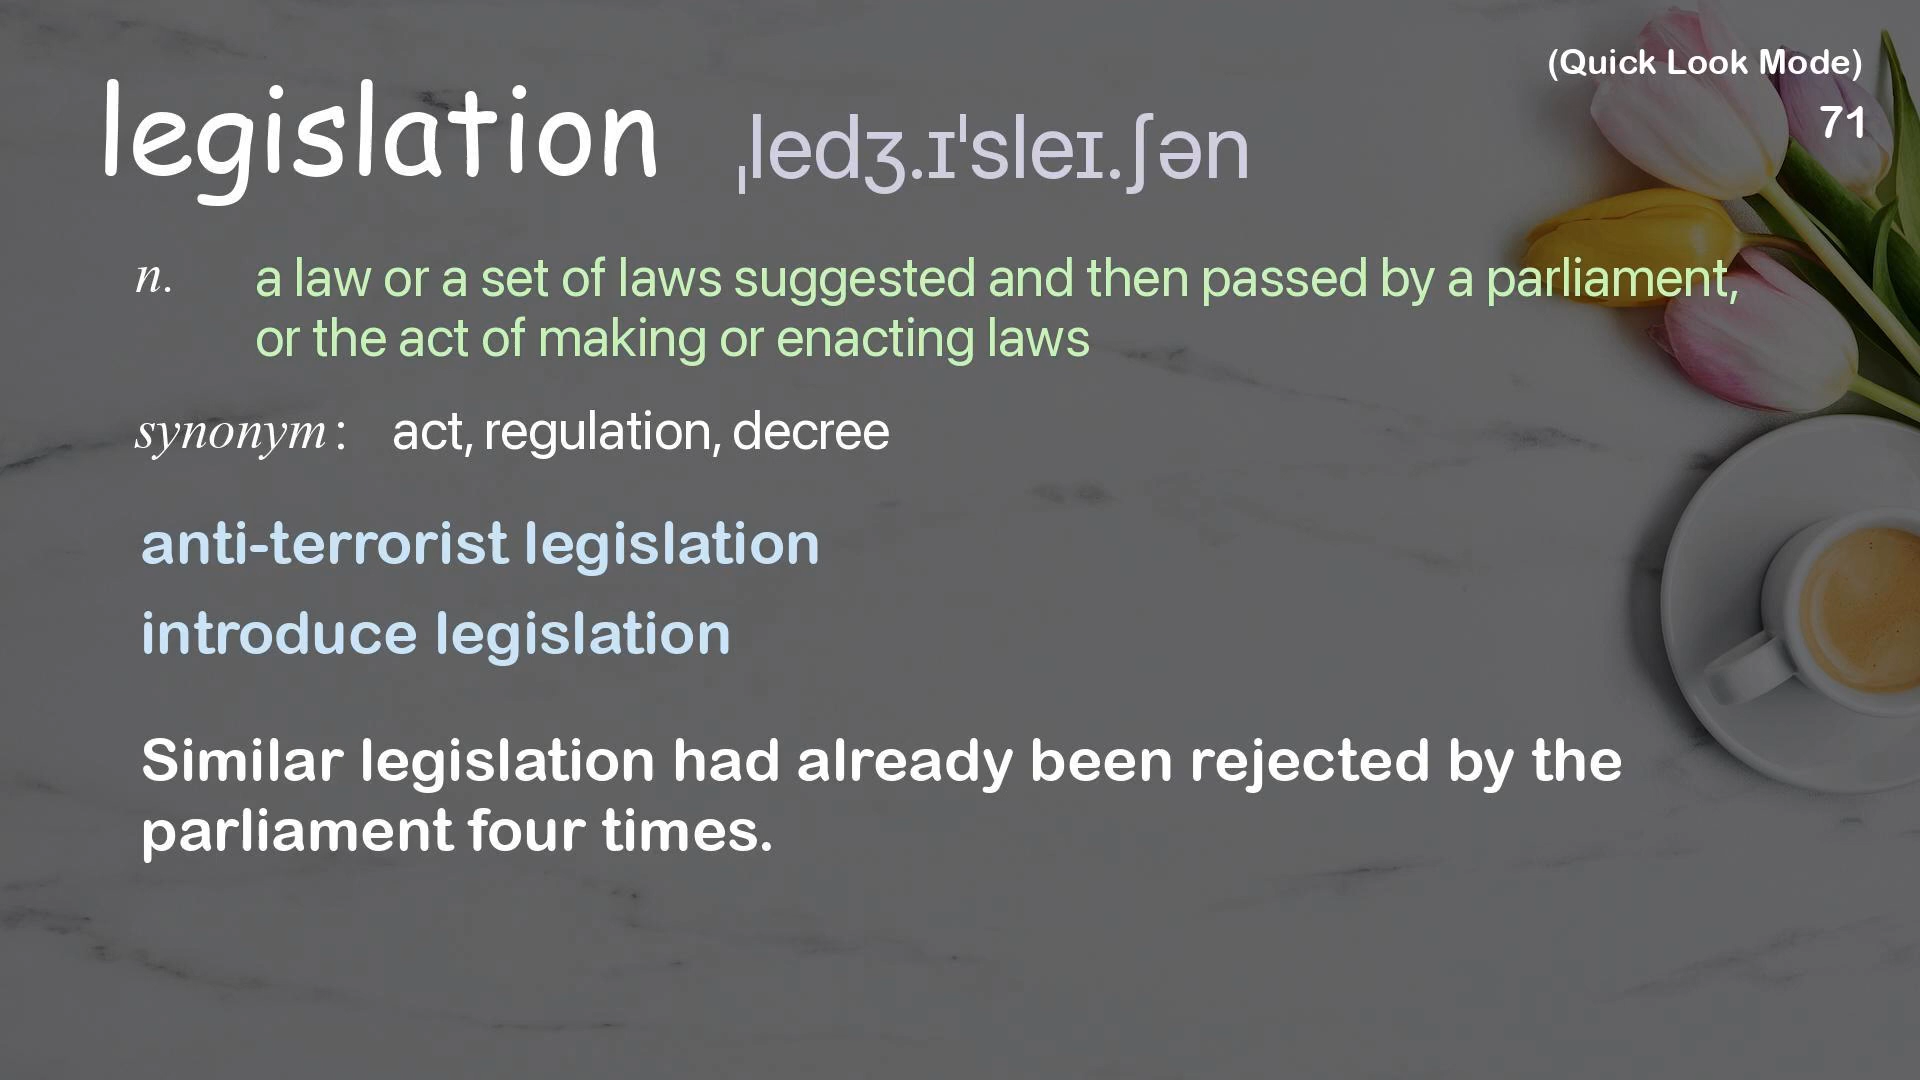 (Quick Look Mode)
71
legislation ˌledʒ.ɪˈsleɪ.ʃən
n. a law or a set of laws suggested and then passed by a parliament,
or the act of making or enacting laws
synonym: act, regulation, decree
anti-terrorist legislation
introduce legislation
Similar legislation had already been rejected by the
parliament four times.